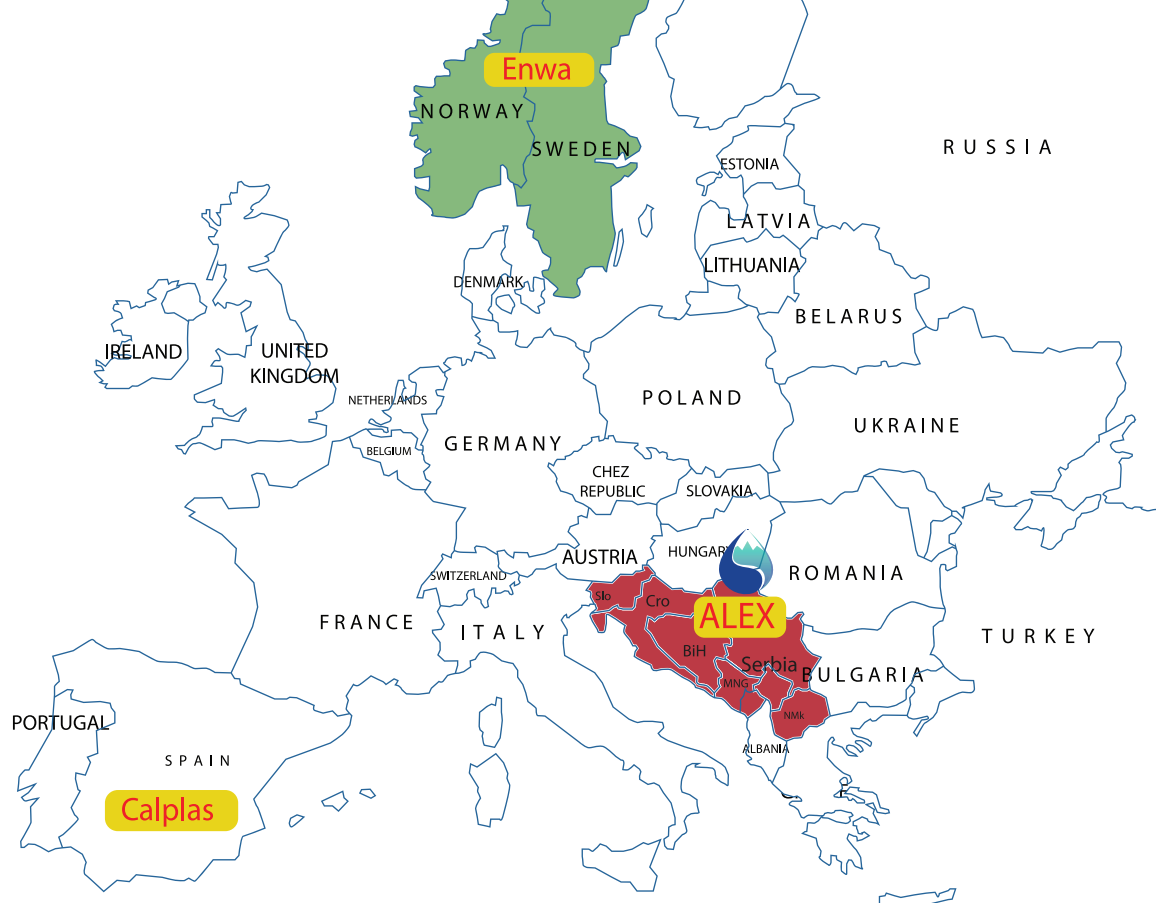 Enwa
NORWAY
SWEDEN
RUSSIA
ESTONIA
LATVIA
LITHUANIA
DENMARK
BELARUS
IRELAND
UNITED
KINGDOM
NETHERLANDS
POLAND
UKRAINE
GERMANY
BELGIUM
CHEZ
REPUBLIC
SLOVAKIA
AUSTRIA
HUNGARY
SWITZERLAND
ROMANIA
Slo
Cro
ALEX
FRANCE
ITALY
TURKEY
BiH
Serbia
BULGARIA
MNG
NMk
PORTUGAL
ALBANIA
SPAIN
Calplas